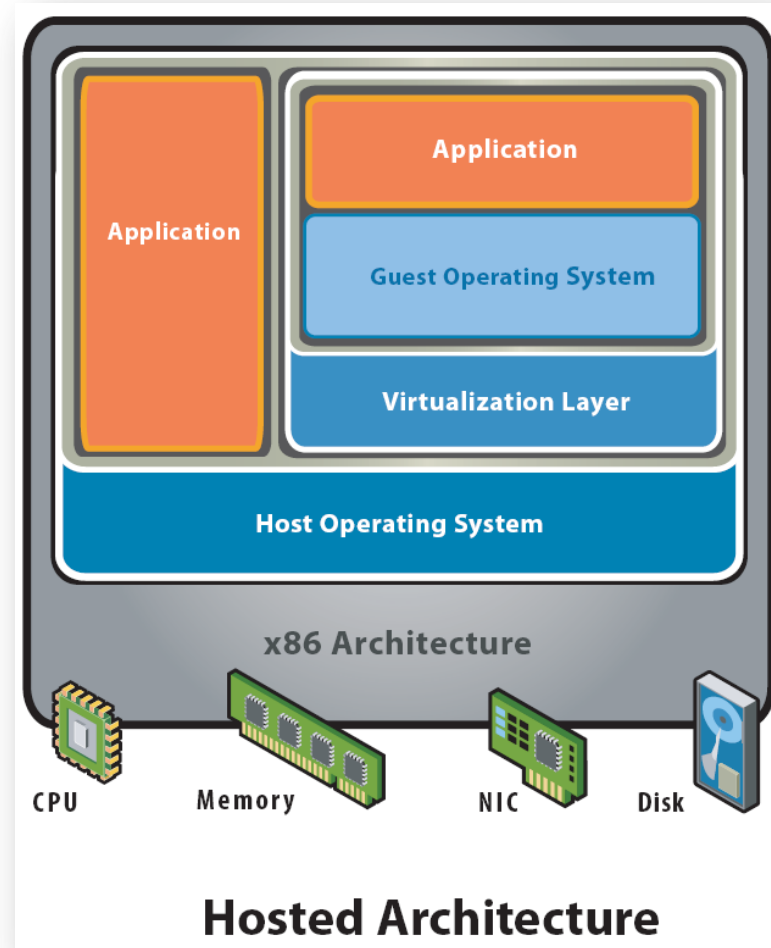 Application
Application
Guest Operating System
Virtualization Layer
Host Operating System
x86 Architecture
CPU
Memory
NIC
Disk
Hosted Architecture